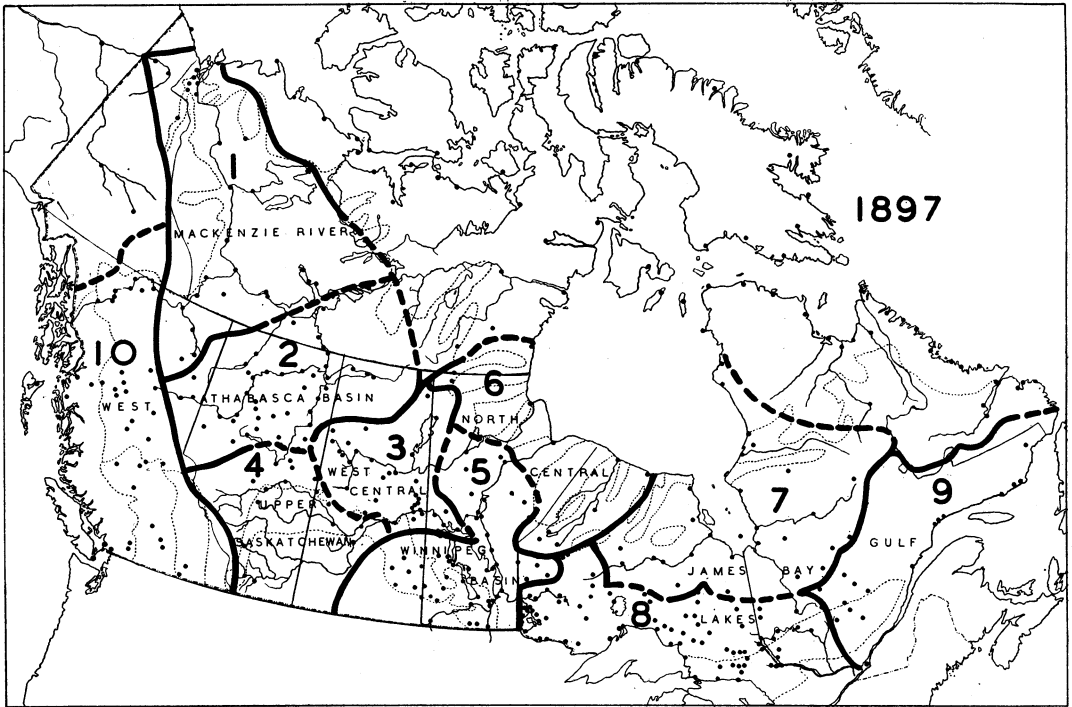 1897
1
MACKENZIE RIVER
10
WEST
2
ATHABASCA BASIN
6
NORTH
3
4
WEST
CENTRAL
5
CENTRAL
UPPER
SASKATCHEWAN
WINNIPEG
BASIN
7
9
GULF
JAMES BAY
8
LAKES